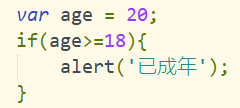 var age = 20;
if(age>=18){
    alert('已成年');
}